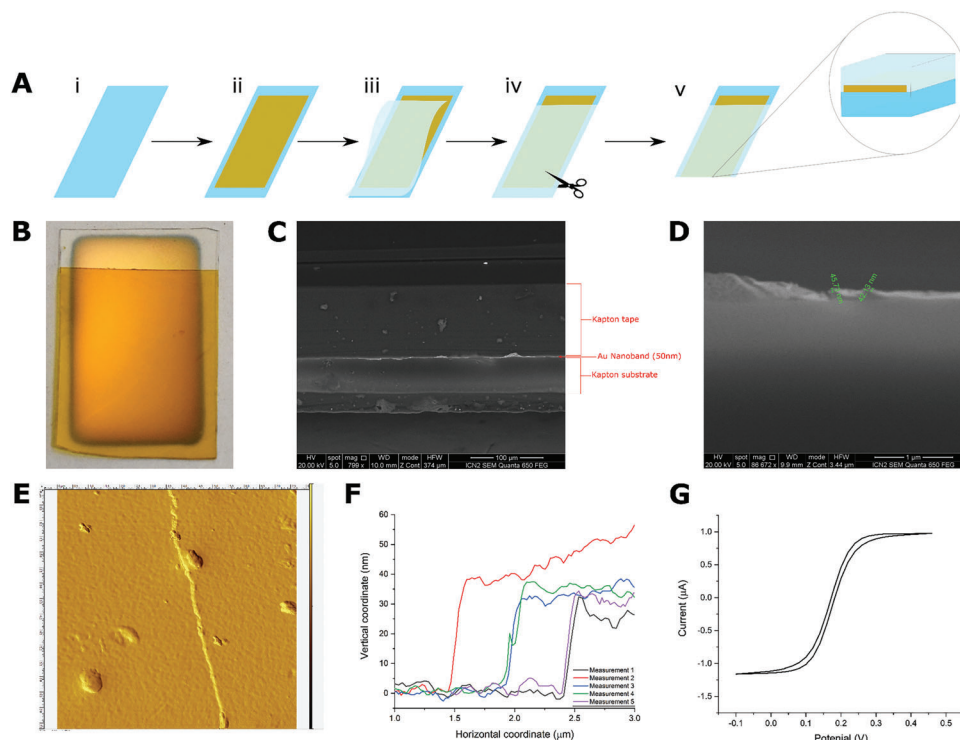 A
i
ii
iii
iv
v
B
C
Kapton tape
Au Nanoband (50nm)
Kapton substrate
HV spot mag WD mode HFW 100 µm
20.00 kV 5.0 799 x 10.0 mm Z Cont 374 µm ICN2 SEM Quanta 650 FEG
D
HV spot mag WD mode HFW 1 µm
20.00 kV 5.0 86 672 x 9.9 mm Z Cont 3.44 µm ICN2 SEM Quanta 650 FEG
E
F
60
50
40
30
20
10
0
Vertical coordinate (nm)
Measurement 1
Measurement 2
Measurement 3
Measurement 4
Measurement 5
1.0 1.5 2.0 2.5 3.0
Horizontal coordinate (µm)
G
1.0
0.5
0.0
-0.5
-1.0
-1.5
Current (µA)
-0.1 0.0 0.1 0.2 0.3 0.4 0.5
Potenial (V)